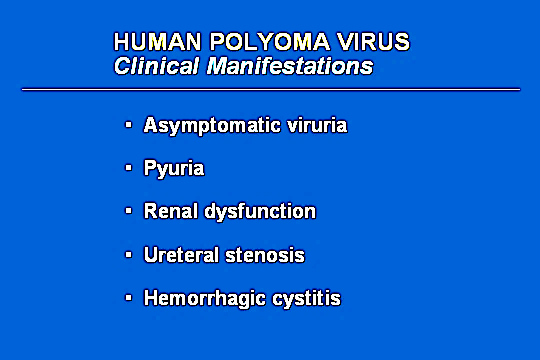 HUMAN POLYOMA VIRUS
Clinical Manifestations
▪ Asymptomatic viruria
▪ Pyuria
▪ Renal dysfunction
▪ Ureteral stenosis
▪ Hemorrhagic cystitis